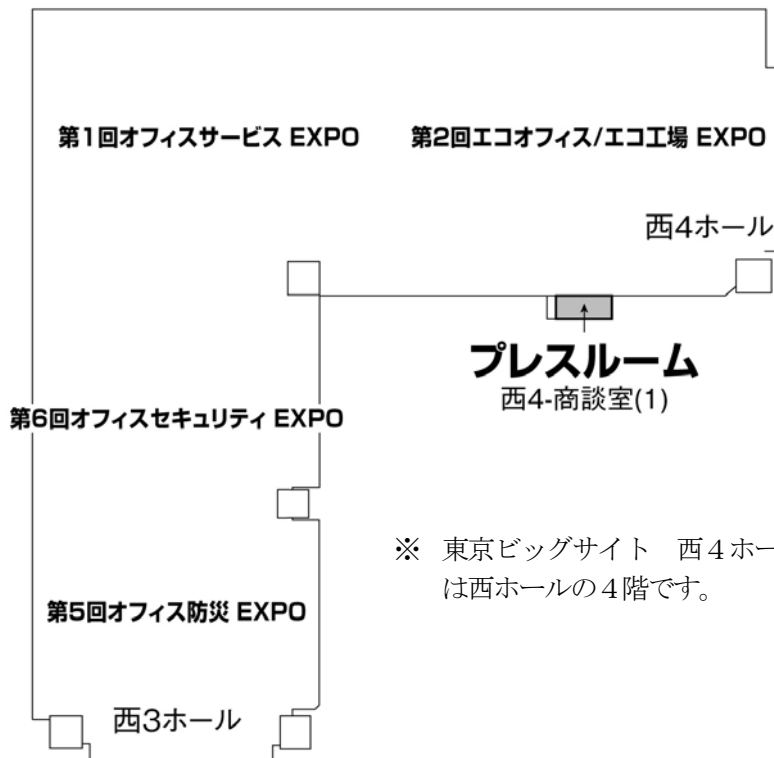 第1回オフィスサービス EXPO
第2回エコオフィス/エコ工場 EXPO
西4ホール
プレスルーム
西4-商談室(1)
第6回オフィスセキュリティ EXPO
※ 東京ビッグサイト　西４ホー
は西ホールの４階です。
第5回オフィス防災 EXPO
西3ホール